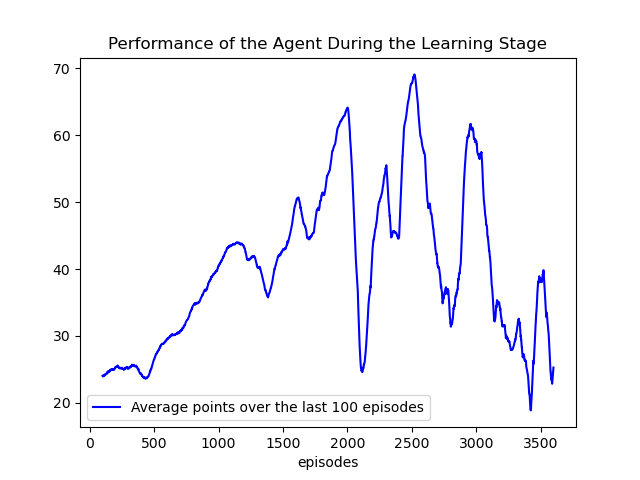 Performance of the Agent During the Learning Stage
70
60
50
40
30
20
Average points over the last 100 episodes
0 500 1000 1500 2000 2500 3000 3500
episodes